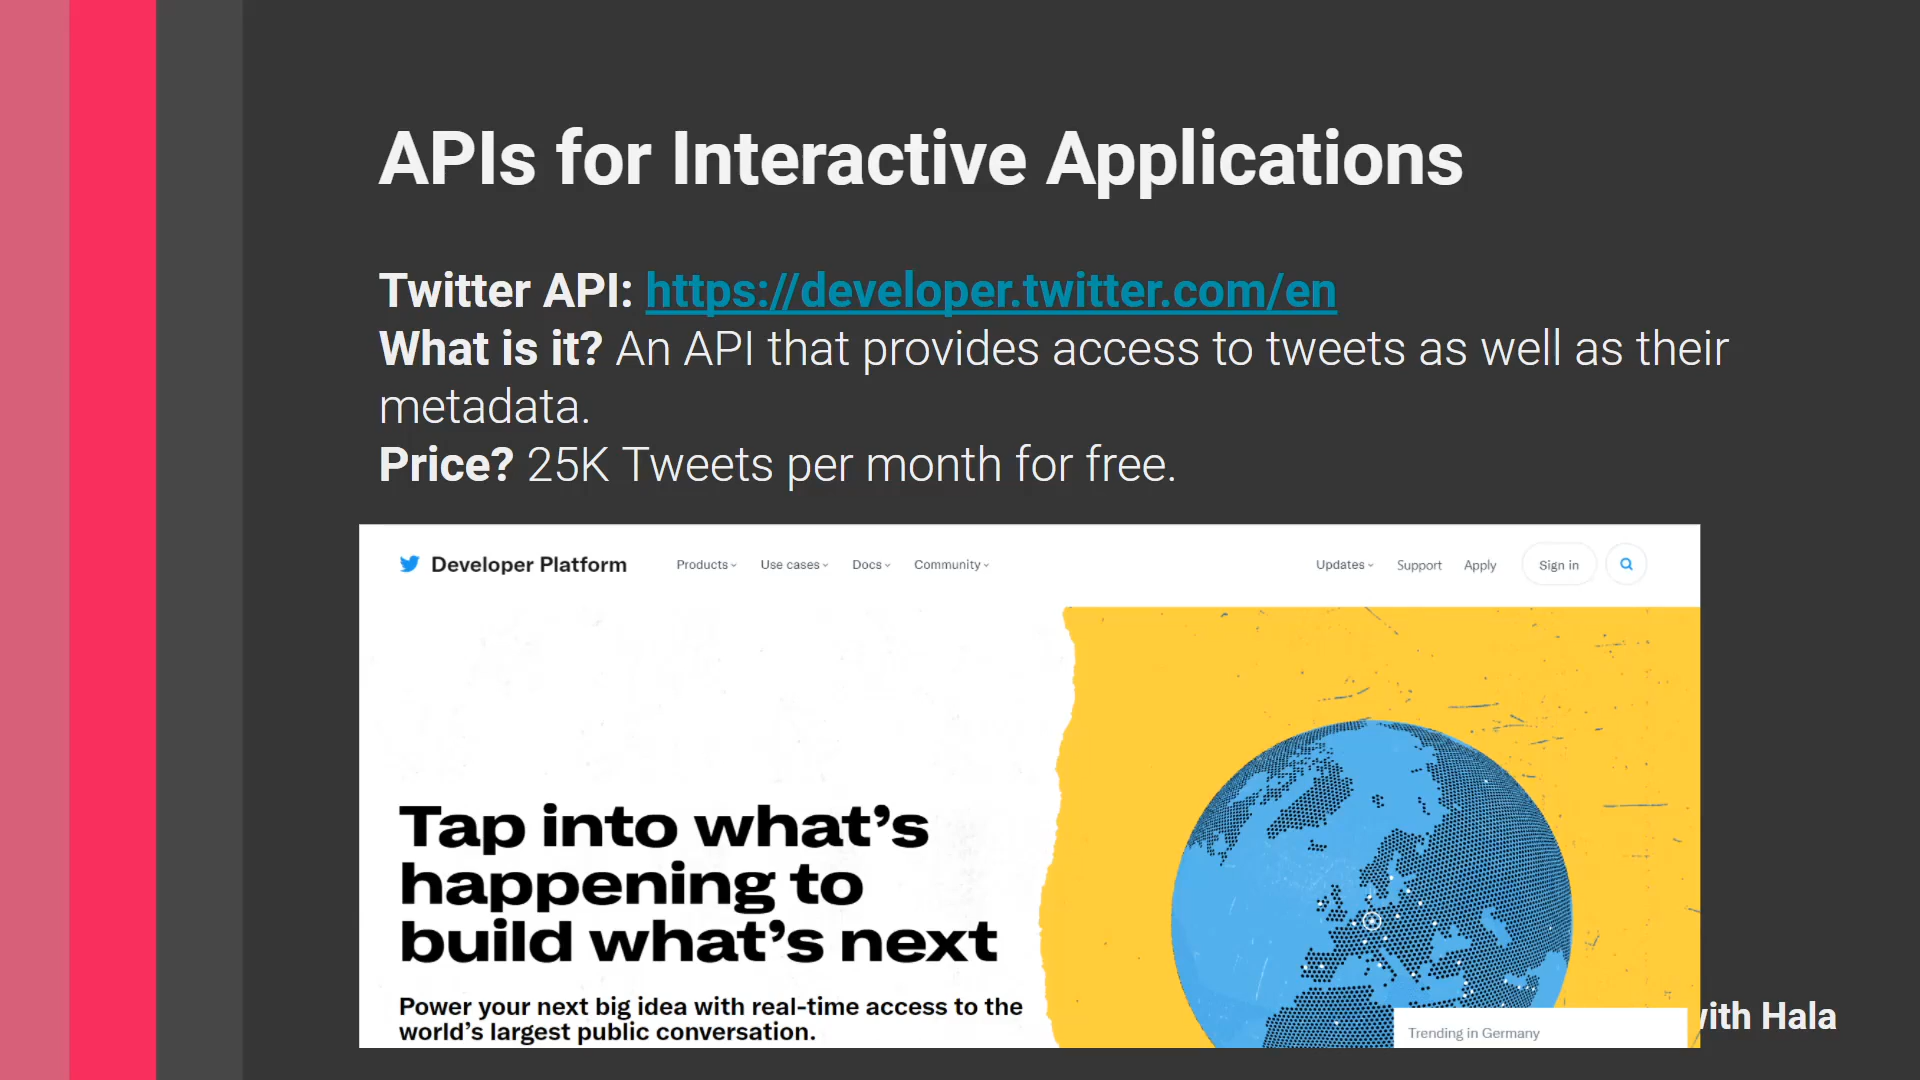 APIs for Interactive Applications
Twitter API: https://developer.twitter.com/en
What is it? An API that provides access to tweets as well as their
metadata.
Price? 25K Tweets per month for free.
Developer Platform Products Use cases Docs Community Updates Support Apply Sign in
Tap into what’s
happening to
build what’s next
Power your next big idea with real-time access to the
world’s largest public conversation.
with Hala
Trending in Germany